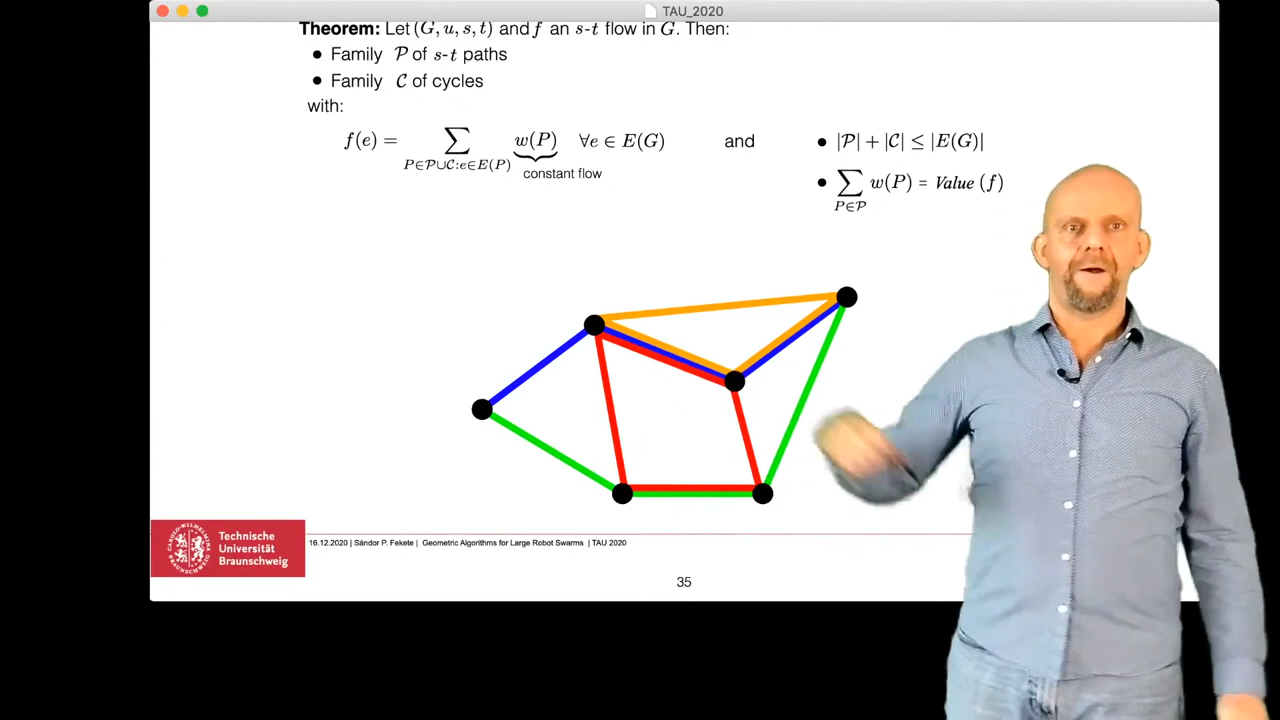 TAU_2020
Theorem: Let (G, u, s, t) and f an s-t flow in G. Then:
• Family 𝒫 of s-t paths
• Family 𝒞 of cycles
with:
f(e) = ∑ w(P) ∀e ∈ E(G) and • |𝒫| + |𝒞| ≤ |E(G)|
P∈𝒫∪𝒞:e∈E(P)
constant flow
• ∑ w(P) = Value (f)
P∈𝒫
Technische
Universität
Braunschweig
16.12.2020 | Sándor P. Fekete | Geometric Algorithms for Large Robot Swarms | TAU 2020
35